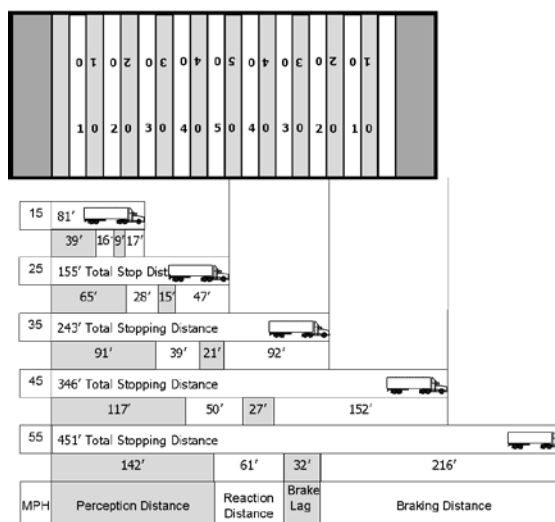 0 1 0 2 0 3 0 4 0 5 0 4 0 3 0 2 0 1
1 0 2 0 3 0 4 0 5 0 4 0 3 0 2 0 1 0
15 81'
39' 16' 9' 17'
25 155' Total Stop Dist
65' 28' 15' 47'
35 243' Total Stopping Distance
91' 39' 21' 92'
45 346' Total Stopping Distance
117' 50' 27' 152'
55 451' Total Stopping Distance
142' 61' 32' 216'
MPH Perception Distance
Reaction
Distance
Brake
Lag
Braking Distance